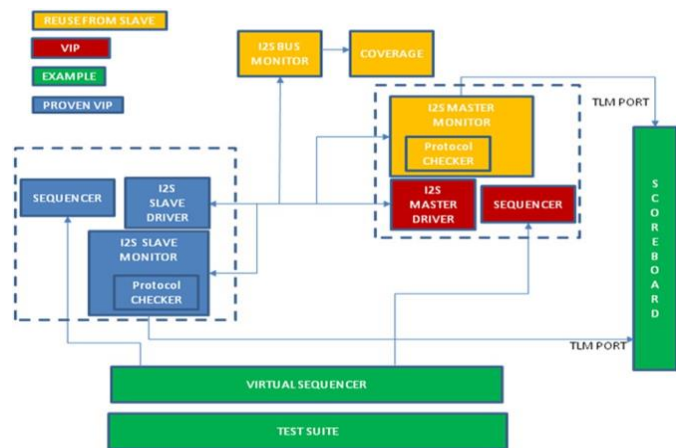 REUSE FROM SLAVE
VIP
EXAMPLE
PROVEN VIP
I2S BUS
MONITOR
COVERAGE
I2S MASTER
MONITOR
Protocol
CHECKER
TLM PORT
I2S
MASTER
DRIVER
SEQUENCER
SEQUENCER
I2S
SLAVE
DRIVER
I2S SLAVE
MONITOR
Protocol
CHECKER
SCOREBOARD
TLM PORT
VIRTUAL SEQUENCER
TEST SUITE